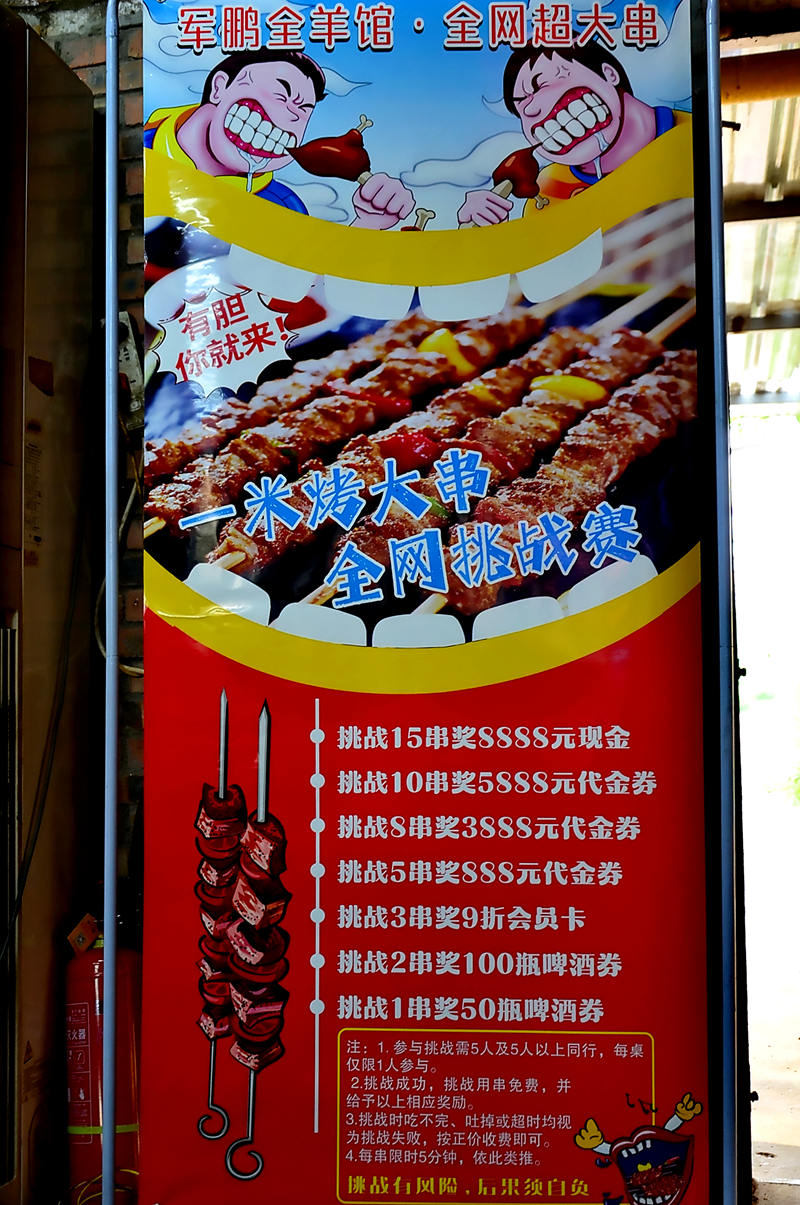 军鹏全羊馆·全网超大串
有胆
你就来!
一米烤大串
全网挑战赛
挑战15串奖8888元现金
挑战10串奖5888元代金券
挑战8串奖3888元代金券
挑战5串奖888元代金券
挑战3串奖9折会员卡
挑战2串奖100瓶啤酒券
挑战1串奖50瓶啤酒券
注：1. 参与挑战需5人及5人以上同行，每桌
仅限1人参与。
2.挑战成功，挑战用串免费，并
给予以上相应奖励。
3.挑战时吃不完、吐掉或超时均视
为挑战失败，按正价收费即可。
4.每串限时5分钟，依此类推。
挑战有风险，后果须自负
灭火器